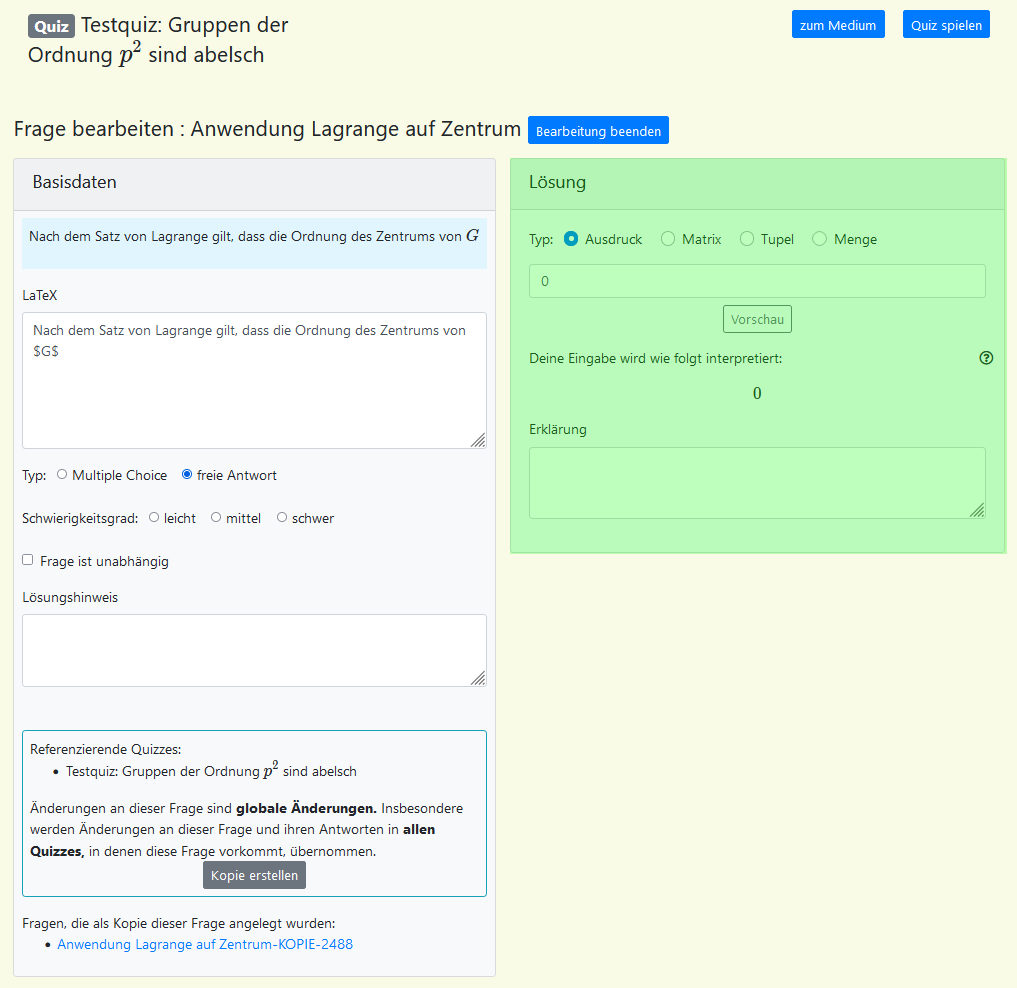 Quiz Testquiz: Gruppen der
Ordnung p² sind abelsch
zum Medium
Quiz spielen
Frage bearbeiten : Anwendung Lagrange auf Zentrum
Bearbeitung beenden
Basisdaten
Nach dem Satz von Lagrange gilt, dass die Ordnung des Zentrums von G
LaTeX
Nach dem Satz von Lagrange gilt, dass die Ordnung des Zentrums von
$G$
Typ: Multiple Choice freie Antwort
Schwierigkeitsgrad: leicht mittel schwer
Frage ist unabhängig
Lösungshinweis
Referenzierende Quizzes:
• Testquiz: Gruppen der Ordnung p² sind abelsch
Änderungen an dieser Frage sind globale Änderungen. Insbesondere
werden Änderungen an dieser Frage und ihren Antworten in allen
Quizzes, in denen diese Frage vorkommt, übernommen.
Kopie erstellen
Fragen, die als Kopie dieser Frage angelegt wurden:
• Anwendung Lagrange auf Zentrum-KOPIE-2488
Lösung
Typ: Ausdruck Matrix Tupel Menge
0
Vorschau
Deine Eingabe wird wie folgt interpretiert:
0
Erklärung